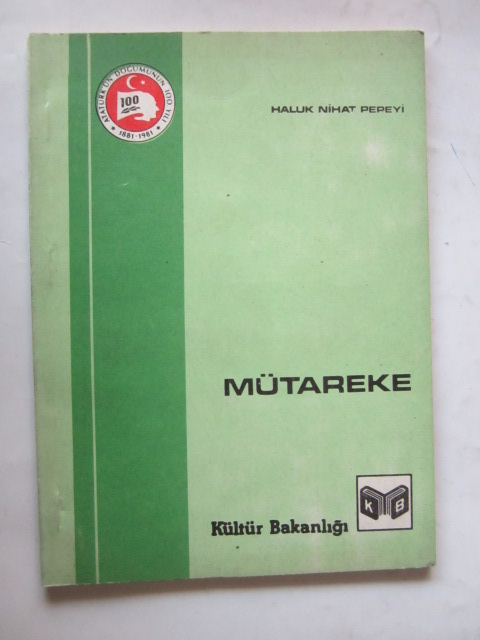 ATATÜRK'ÜN DOĞUMUNUN 100. YILI
100
* 1881-1981 *
HALUK NİHAT PEPEYİ
MÜTAREKE
Kültür Bakanlığı
K B